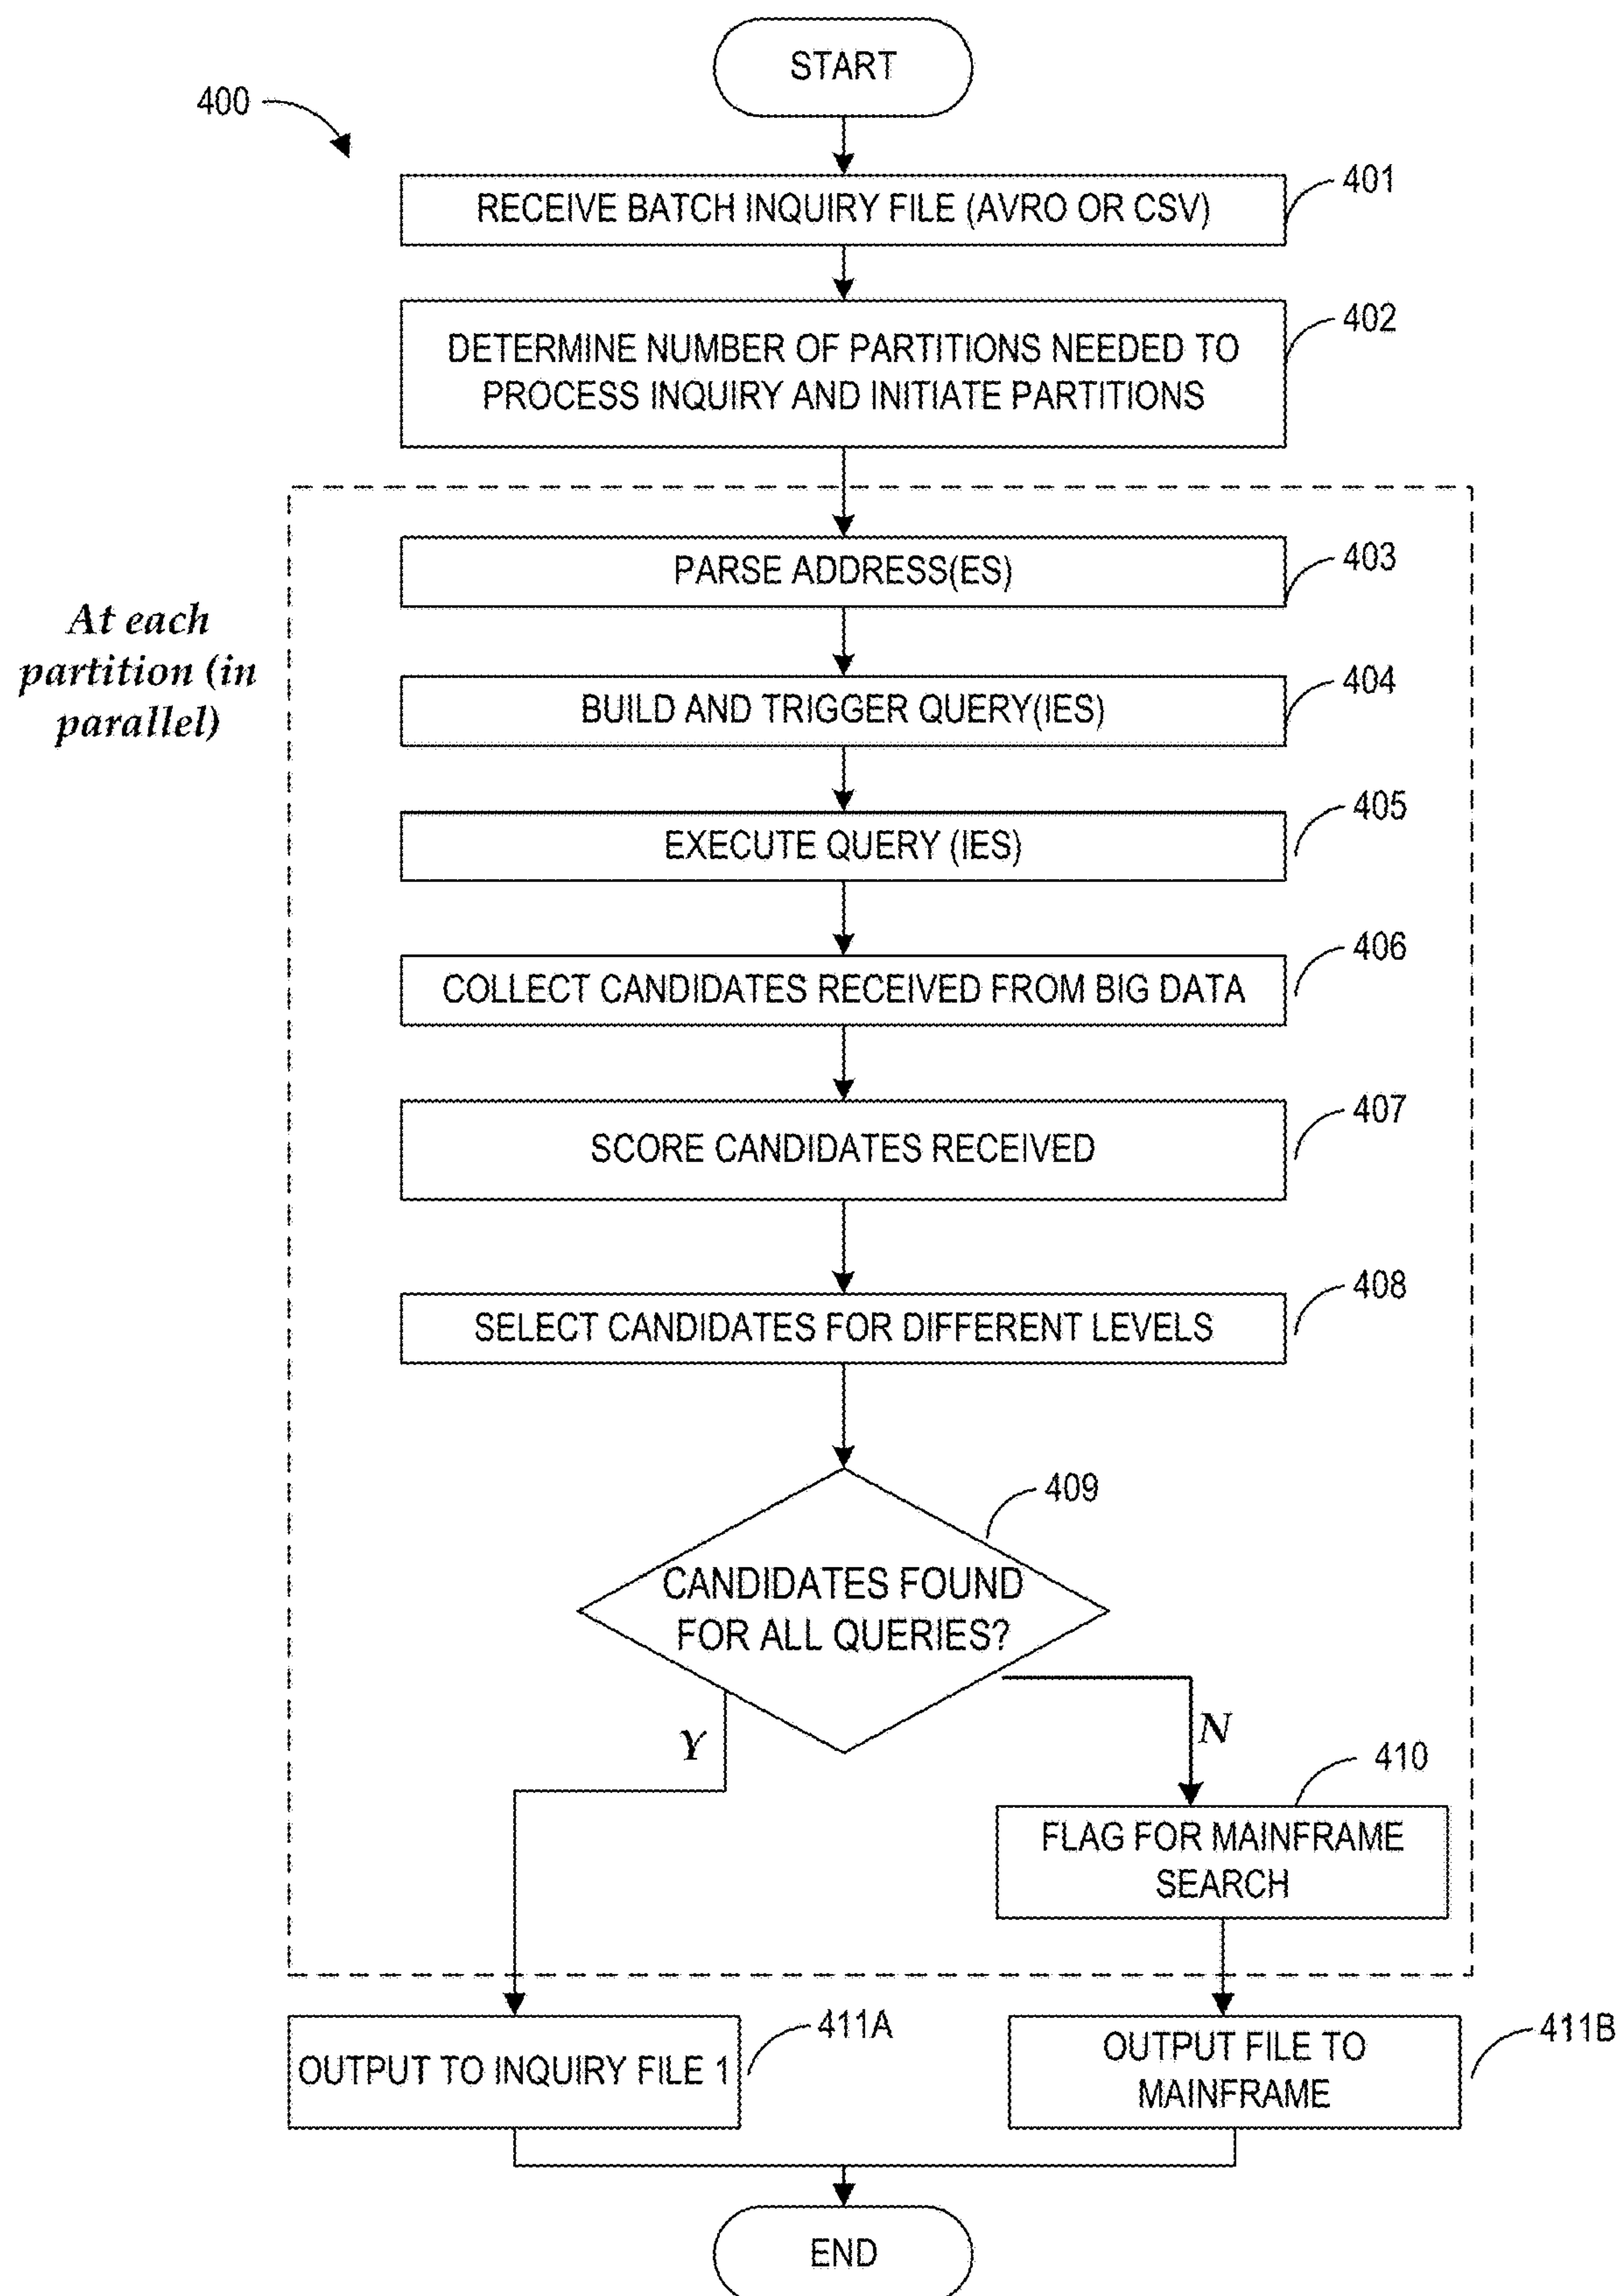 START
400
RECEIVE BATCH INQUIRY FILE (AVRO OR CSV)
401
DETERMINE NUMBER OF PARTITIONS NEEDED TO
PROCESS INQUIRY AND INITIATE PARTITIONS
402
At each
partition (in
parallel)
PARSE ADDRESS(ES)
403
BUILD AND TRIGGER QUERY(IES)
404
EXECUTE QUERY (IES)
405
COLLECT CANDIDATES RECEIVED FROM BIG DATA
406
SCORE CANDIDATES RECEIVED
407
SELECT CANDIDATES FOR DIFFERENT LEVELS
408
409
CANDIDATES FOUND
FOR ALL QUERIES?
Y
N
410
FLAG FOR MAINFRAME
SEARCH
OUTPUT TO INQUIRY FILE 1
411A
OUTPUT FILE TO
MAINFRAME
411B
END